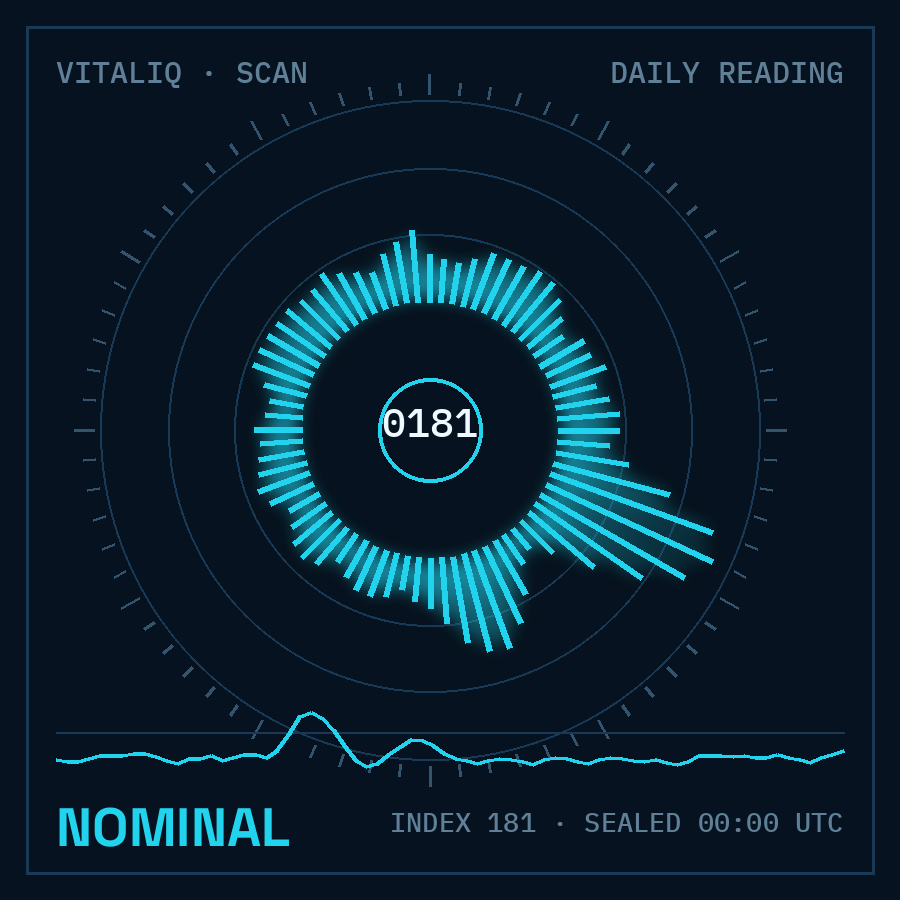 VITALIQ · SCAN
DAILY READING
0181
NOMINAL
INDEX 181 · SEALED 00:00 UTC